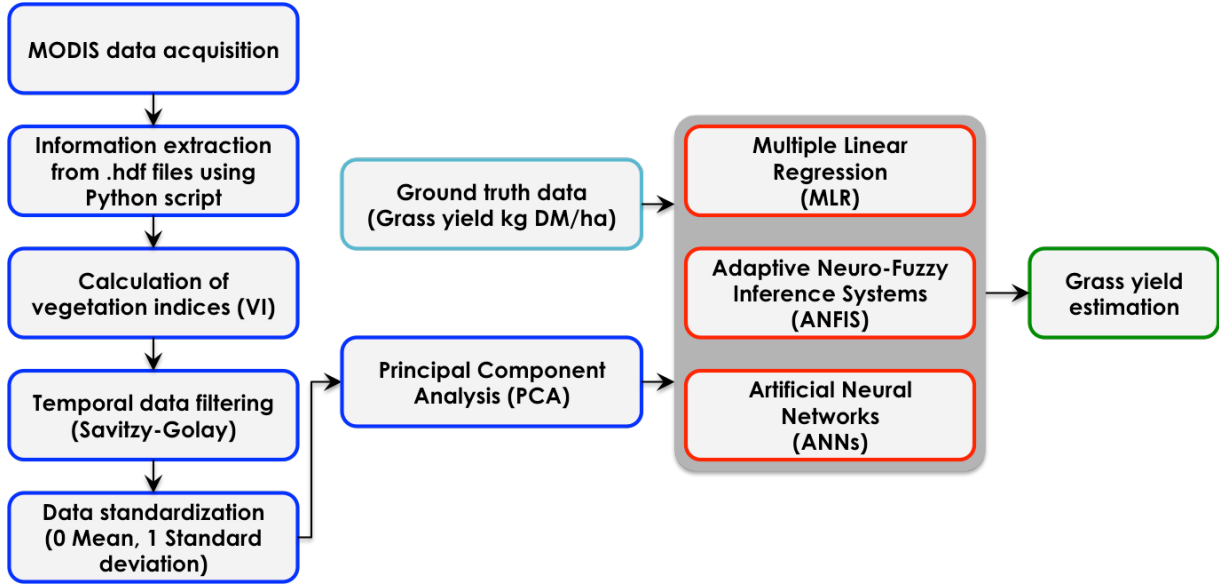 MODIS data acquisition
Information extraction
from .hdf files using
Python script
Calculation of
vegetation indices (VI)
Temporal data filtering
(Savitzy-Golay)
Data standardization
(0 Mean, 1 Standard
deviation)
Ground truth data
(Grass yield kg DM/ha)
Principal Component
Analysis (PCA)
Multiple Linear
Regression
(MLR)
Adaptive Neuro-Fuzzy
Inference Systems
(ANFIS)
Artificial Neural
Networks
(ANNs)
Grass yield
estimation